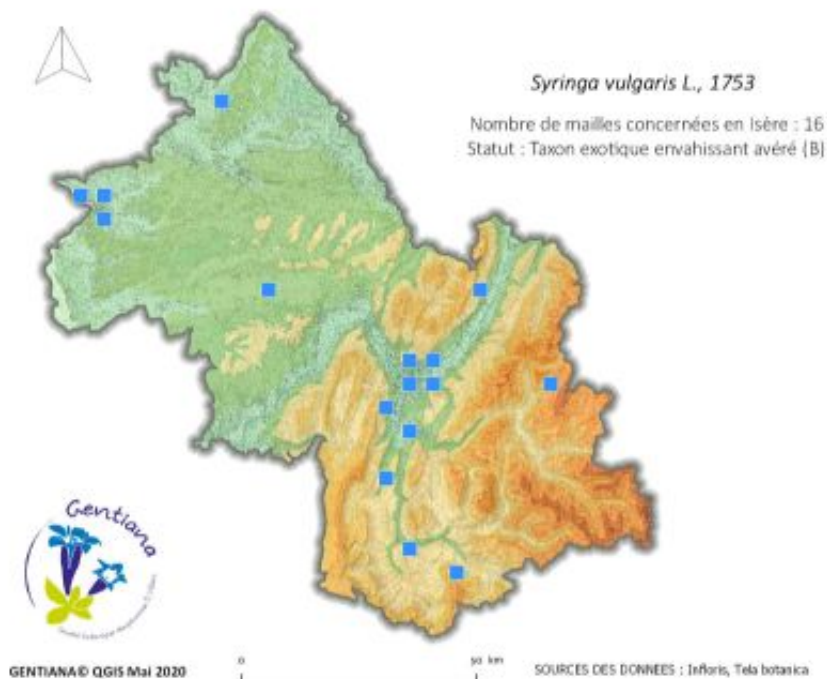 Syringa vulgaris L., 1753
Nombre de mailles concernées en Isère : 16
Statut : Taxon exotique envahissant avéré (B)
Gentiana
0
50 km
GENTIANA© QGIS Mai 2020
SOURCES DES DONNEES : Infloris, Tela botanica